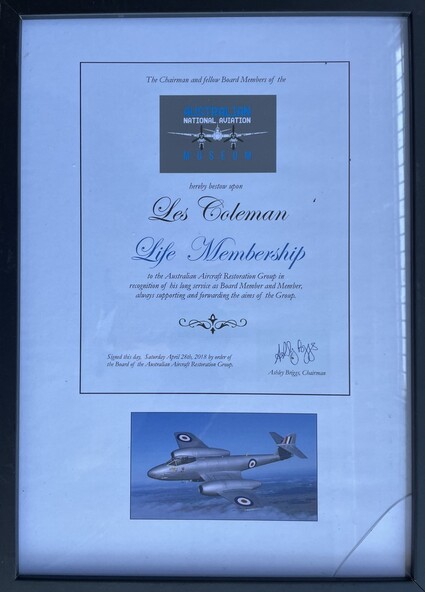 The Chairman and fellow Board Members of the
AUSTRALIAN
NATIONAL AVIATION
MUSEUM
hereby bestow upon
Les Coleman
Life Membership
to the Australian Aircraft Restoration Group in
recognition of his long service as Board Member and Member,
always supporting and forwarding the aims of the Group.
Signed this day, Saturday April 28th, 2018 by order of
the Board of the Australian Aircraft Restoration Group.
Ashley Briggs, Chairman